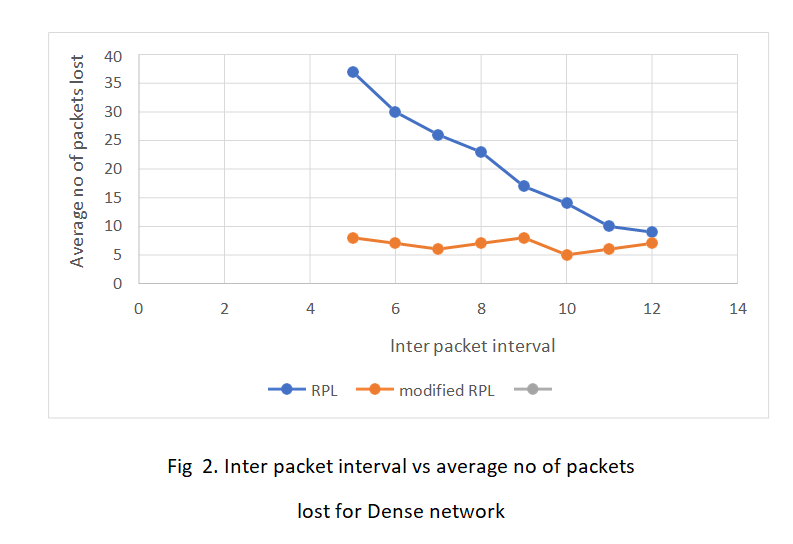 Average no of packets lost
40
35
30
25
20
15
10
5
0
0 2 4 6 8 10 12 14
Inter packet interval
RPL modified RPL
Fig 2. Inter packet interval vs average no of packets
lost for Dense network